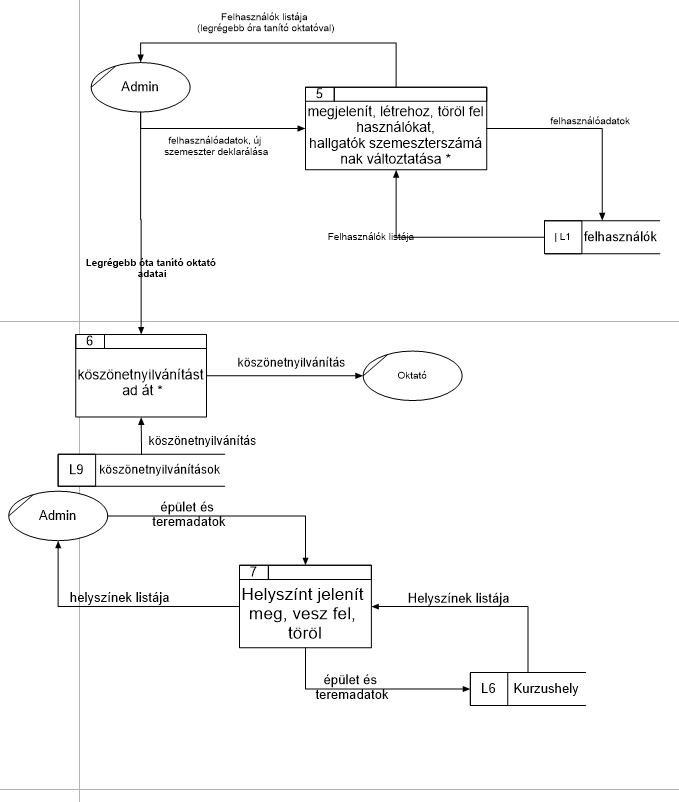 Felhasználók listája
(legrégebb óra tanító oktatóval)
Admin
5
megjelenít, létrehoz, töröl fel
használókat,
hallgatók szemeszterszámá
nak változtatása *
felhasználóadatok
felhasználóadatok, új
szemeszter deklarálása
Felhasználók listája
| L1
felhasználók
Legrégebb óta tanító oktató
adatai
6
köszönetnyilvánítást
ad át *
köszönetnyilvánítás
Oktató
köszönetnyilvánítás
L9
köszönetnyilvánítások
Admin
épület és
teremadatok
7
Helyszínt jelenít
meg, vesz fel,
töröl
helyszínek listája
Helyszínek listája
épület és
teremadatok
L6
Kurzushely